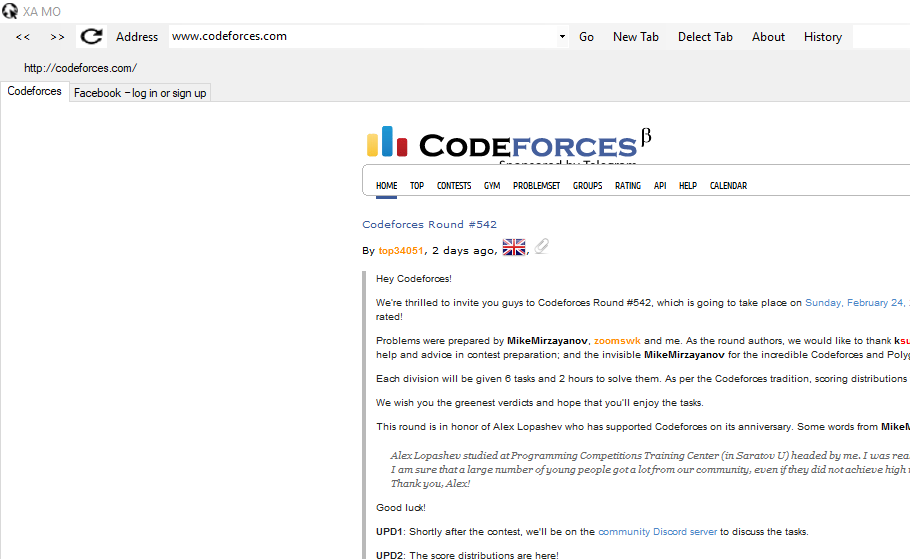 XA MO
<< >> Address www.codeforces.com Go New Tab Delect Tab About History
http://codeforces.com/
Codeforces Facebook – log in or sign up
CODEFORCES β
Sponsored by Telegram
HOME TOP CONTESTS GYM PROBLEMSET GROUPS RATING API HELP CALENDAR
Codeforces Round #542
By top34051, 2 days ago, ,
Hey Codeforces!
We're thrilled to invite you guys to Codeforces Round #542, which is going to take place on Sunday, February 24,
rated!
Problems were prepared by MikeMirzayanov, zoomswk and me. As the round authors, we would like to thank ksu
help and advice in contest preparation; and the invisible MikeMirzayanov for the incredible Codeforces and Polyg
Each division will be given 6 tasks and 2 hours to solve them. As per the Codeforces tradition, scoring distributions
We wish you the greenest verdicts and hope that you'll enjoy the tasks.
This round is in honor of Alex Lopashev who has supported Codeforces on its anniversary. Some words from MikeM
Alex Lopashev studied at Programming Competitions Training Center (in Saratov U) headed by me. I was rea
I am sure that a large number of young people got a lot from our community, even if they did not achieve high
Thank you, Alex!
Good luck!
UPD1: Shortly after the contest, we'll be on the community Discord server to discuss the tasks.
UPD2: The score distributions are here!